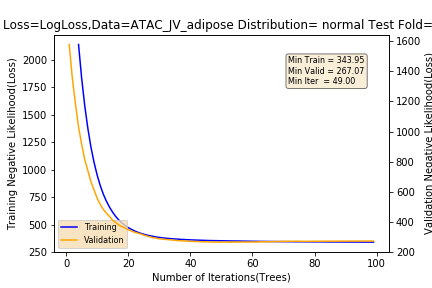 Loss=LogLoss,Data=ATAC_JV_adipose Distribution= normal Test Fold=
Training Negative Likelihood(Loss)
2000
1750
1500
1250
1000
750
500
250
Min Train = 343.95
Min Valid = 267.07
Min Iter = 49.00
Training
Validation
0
20
40
60
80
100
Number of Iterations(Trees)
1600
1400
1200
1000
800
600
400
200
Validation Negative Likelihood(Loss)